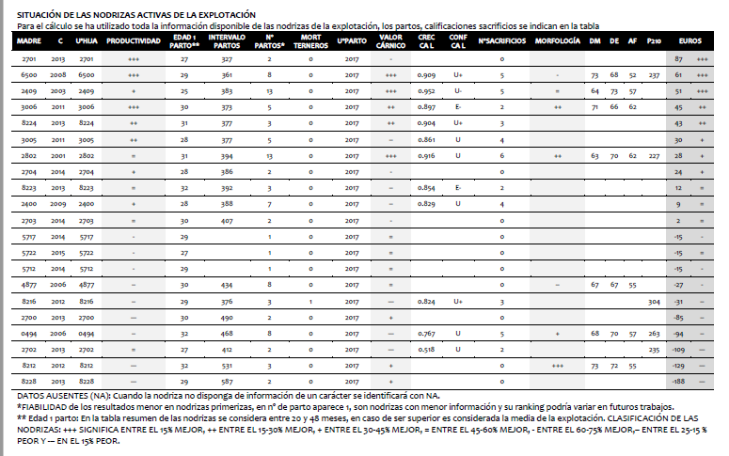 SITUACIÓN DE LAS NODRIZAS ACTIVAS DE LA EXPLOTACIÓN
Para el cálculo se ha utilizado toda la información disponible de las nodrizas de la explotación, los partos, calificaciones sacrificios se indican en la tabla
MADRE C UªHIJA PRODUCTIVIDAD EDAD 1 PARTO** INTERVALO PARTOS Nº PARTOS* MORT TERNEROS UºPARTO VALOR CÁRNICO CREC CA L CONF CA L NºSACRIFICIOS MORFOLOGÍA DM DE AF P210 EUROS
2701 2013 2701 +++ 27 327 2 0 2017 - 0 87 +++
6500 2008 6500 +++ 29 361 8 0 2017 +++ 0.909 U+ 5 - 73 68 52 237 61 +++
2409 2003 2409 + 25 383 13 0 2017 +++ 0.952 U- 5 = 64 73 57 51 +++
3006 2011 3006 +++ 30 373 5 0 2017 ++ 0.897 E- 2 ++ 71 66 62 45 ++
8224 2013 8224 ++ 31 377 3 0 2017 ++ 0.904 U+ 3 43 ++
3005 2011 3005 ++ 28 377 5 0 2017 -- 0.861 U 4 30 +
2802 2001 2802 = 31 394 13 0 2017 +++ 0.916 U 6 ++ 63 70 62 227 28 +
2704 2014 2704 + 28 386 2 0 2017 - 0 24 +
8223 2013 8223 = 32 392 3 0 2017 -- 0.854 E- 2 12 =
2400 2009 2400 + 28 388 7 0 2017 -- 0.829 U 4 9 =
2703 2014 2703 = 30 407 2 0 2017 - 0 2 =
5717 2014 5717 - 29 1 0 2017 = 0 -15 -
5722 2015 5722 - 27 1 0 2017 = 0 -15 =
5712 2014 5712 - 29 1 0 2017 = 0 -15 -
4877 2006 4877 -- 30 434 8 0 2017 = 0 -- 67 67 55 -27 -
8216 2012 8216 -- 29 376 3 1 2017 --- 0.824 U+ 3 304 -31 --
2700 2013 2700 --- 30 490 2 0 2017 + 0 -85 --
0494 2006 0494 -- 32 468 8 0 2017 --- 0.767 U 5 + 68 70 57 263 -94 --
2702 2013 2702 = 27 412 2 0 2017 --- 0.518 U 2 235 -109 ---
8212 2012 8212 --- 32 531 3 0 2017 + 0 +++ 73 72 55 -129 ---
8228 2013 8228 --- 29 587 2 0 2017 + 0 -188 ---
DATOS AUSENTES (NA): Cuando la nodriza no disponga de información de un carácter se identificará con NA.
*FIABILIDAD de los resultados menor en nodrizas primerizas, en nº de parto aparece 1, son nodrizas con menor información y su ranking podría variar en futuros trabajos.
** Edad 1 parto: En la tabla resumen de las nodrizas se considera entre 20 y 48 meses, en caso de ser superior es considerada la media de la explotación. CLASIFICACIÓN DE LAS
NODRIZAS: +++ SIGNIFICA ENTRE EL 15% MEJOR, ++ ENTRE EL 15-30% MEJOR, + ENTRE EL 30-45% MEJOR, = ENTRE EL 45-60% MEJOR, - ENTRE EL 60-75% MEJOR,-- ENTRE EL 25-15 %
PEOR Y --- EN EL 15% PEOR.